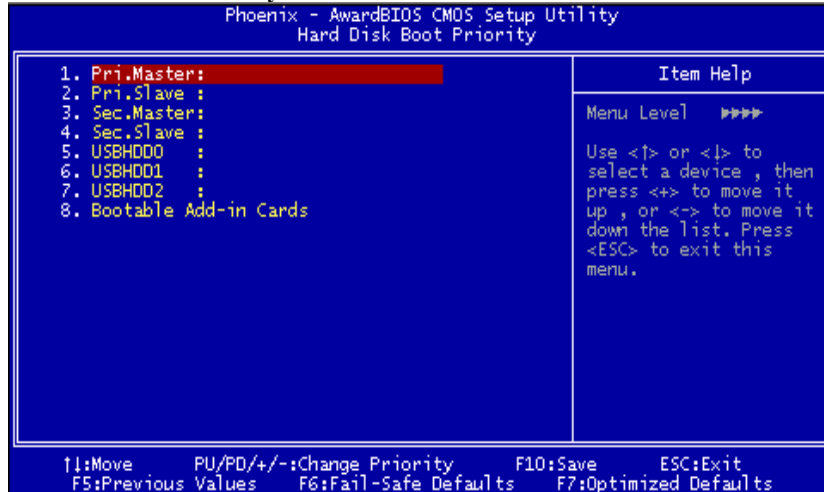 Phoenix - AwardBIOS CMOS Setup Utility
Hard Disk Boot Priority
1. Pri.Master:
2. Pri.Slave :
3. Sec.Master:
4. Sec.Slave :
5. USBHDD0 :
6. USBHDD1 :
7. USBHDD2 :
8. Bootable Add-in Cards
Item Help
Menu Level ►►►►
Use <↑> or <↓> to
select a device , then
press <+> to move it
up , or <-> to move it
down the list. Press
<ESC> to exit this
menu.
↑↓:Move PU/PD/+/-:Change Priority F10:Save ESC:Exit
F5:Previous Values F6:Fail-Safe Defaults F7:Optimized Defaults